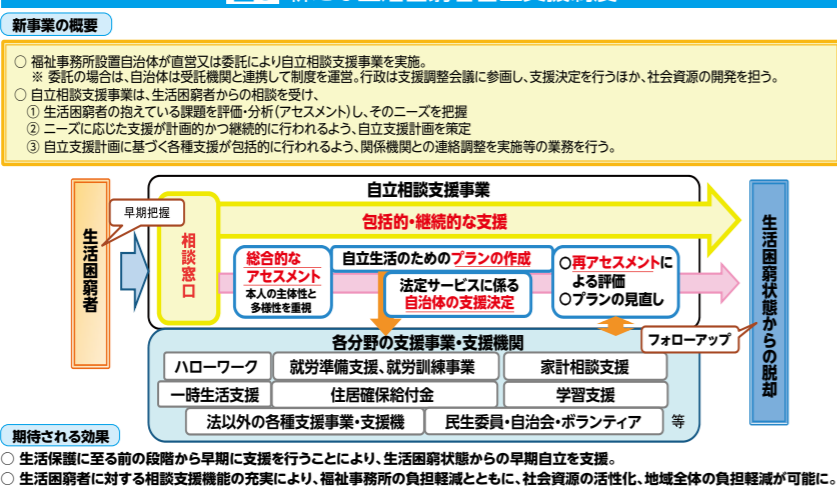 新事業の概要
○ 福祉事務所設置自治体が直営又は委託により自立相談支援事業を実施。
※ 委託の場合は、自治体は受託機関と連携して制度を運営。行政は支援調整会議に参画し、支援決定を行うほか、社会資源の開発を担う。
○ 自立相談支援事業は、生活困窮者からの相談を受け、
① 生活困窮者の抱えている課題を評価・分析(アセスメント)し、そのニーズを把握
② ニーズに応じた支援が計画的かつ継続的に行われるよう、自立支援計画を策定
③ 自立支援計画に基づく各種支援が包括的に行われるよう、関係機関との連絡調整を実施等の業務を行う。
生活困窮者
早期把握
自立相談支援事業
包括的・継続的な支援
相談窓口
総合的な
アセスメント
本人の主体性と
多様性を重視
自立生活のためのプランの作成
法定サービスに係る
自治体の支援決定
○再アセスメントに
よる評価
○プランの見直し
生活困窮状態からの脱却
フォローアップ
各分野の支援事業・支援機関
ハローワーク
就労準備支援、就労訓練事業
家計相談支援
一時生活支援
住居確保給付金
学習支援
法以外の各種支援事業・支援機
民生委員・自治会・ボランティア
等
期待される効果
○ 生活保護に至る前の段階から早期に支援を行うことにより、生活困窮状態からの早期自立を支援。
○ 生活困窮者に対する相談支援機能の充実により、福祉事務所の負担軽減とともに、社会資源の活性化、地域全体の負担軽減が可能に。